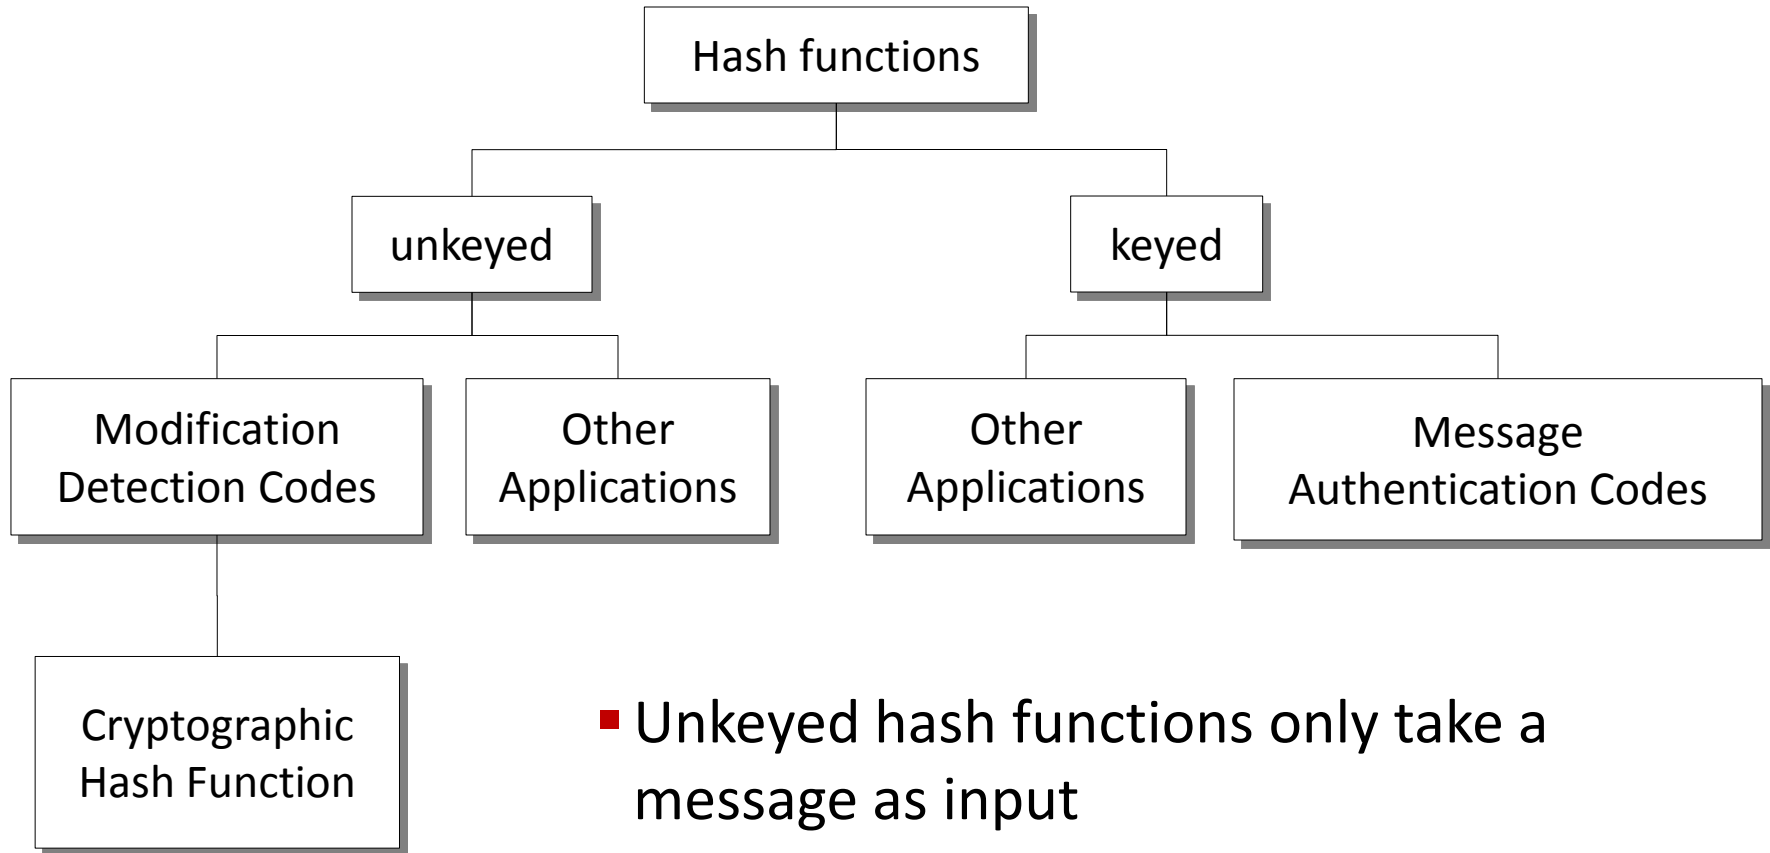 Hash functions
unkeyed
keyed
Modification
Detection Codes
Other
Applications
Other
Applications
Message
Authentication Codes
Cryptographic
Hash Function
▪ Unkeyed hash functions only take a
message as input